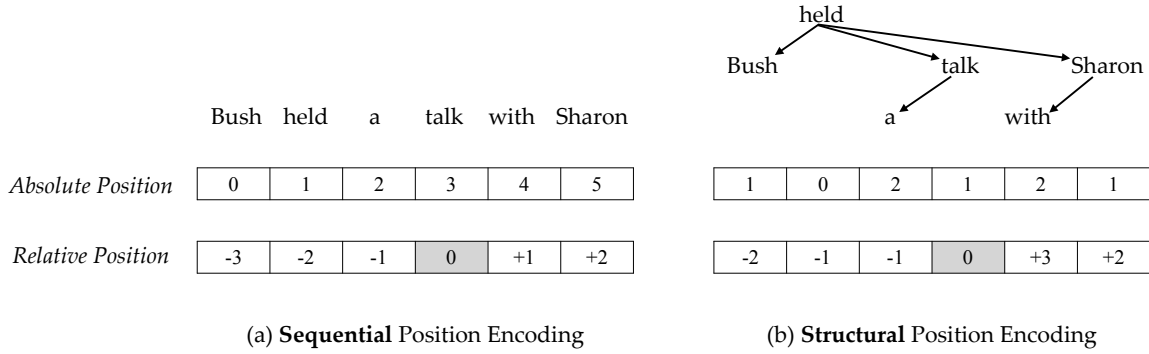 held
Bush talk Sharon
a with
Bush held a talk with Sharon
Absolute Position 0 1 2 3 4 5 1 0 2 1 2 1
Relative Position -3 -2 -1 0 +1 +2 -2 -1 -1 0 +3 +2
(a) Sequential Position Encoding (b) Structural Position Encoding